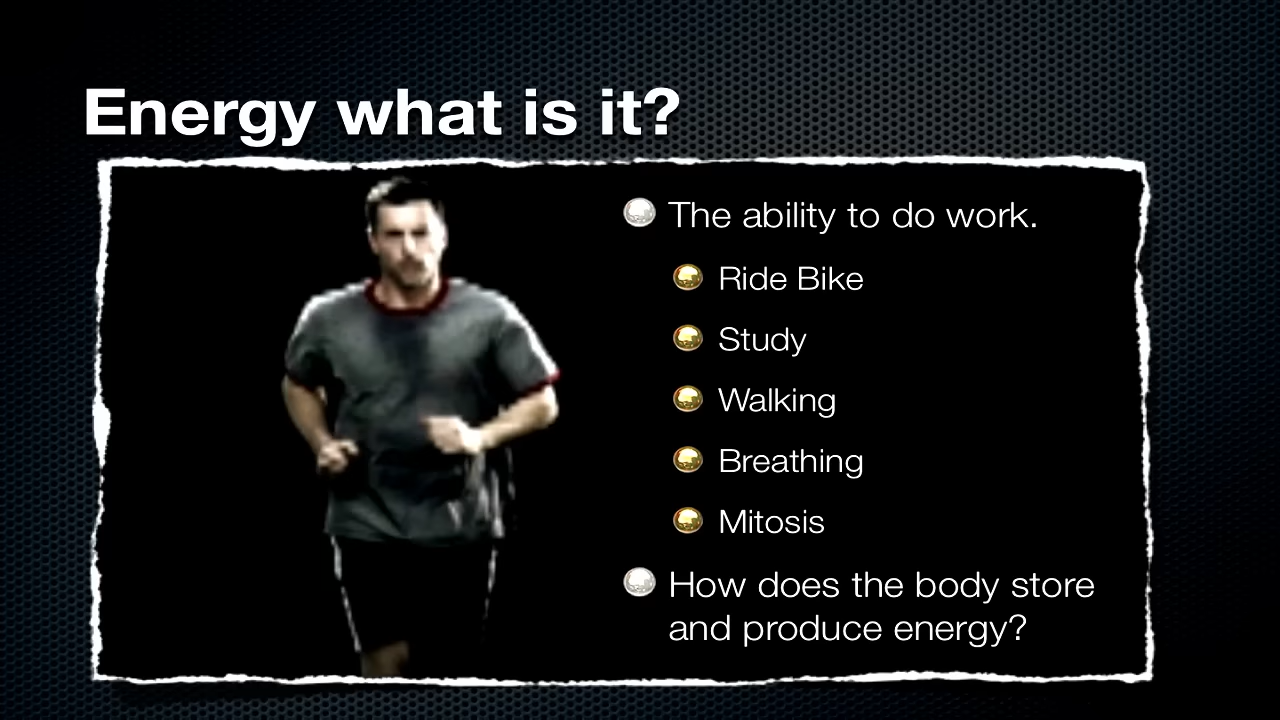 Energy what is it?
The ability to do work.
Ride Bike
Study
Walking
Breathing
Mitosis
How does the body store
and produce energy?